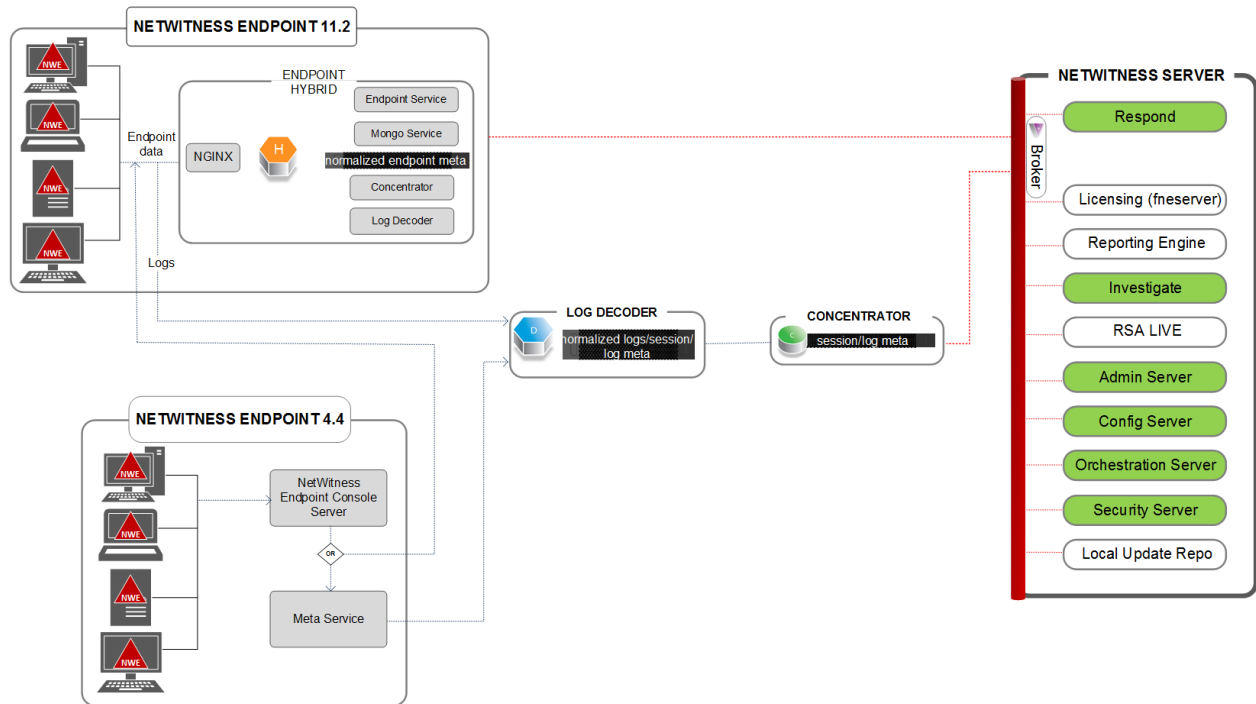 NETWITNESS ENDPOINT 11.2
NWE
NWE
NWE
NWE
Endpoint
data
Logs
ENDPOINT
HYBRID
NGINX
H
Endpoint Service
Mongo Service
normalized endpoint meta
Concentrator
Log Decoder
NETWITNESS ENDPOINT 4.4
NWE
NWE
NWE
NWE
NetWitness
Endpoint Console
Server
OR
Meta Service
LOG DECODER
D
normalized logs/session/
log meta
CONCENTRATOR
C
session/log meta
NETWITNESS SERVER
Broker
Respond
Licensing (fneserver)
Reporting Engine
Investigate
RSA LIVE
Admin Server
Config Server
Orchestration Server
Security Server
Local Update Repo